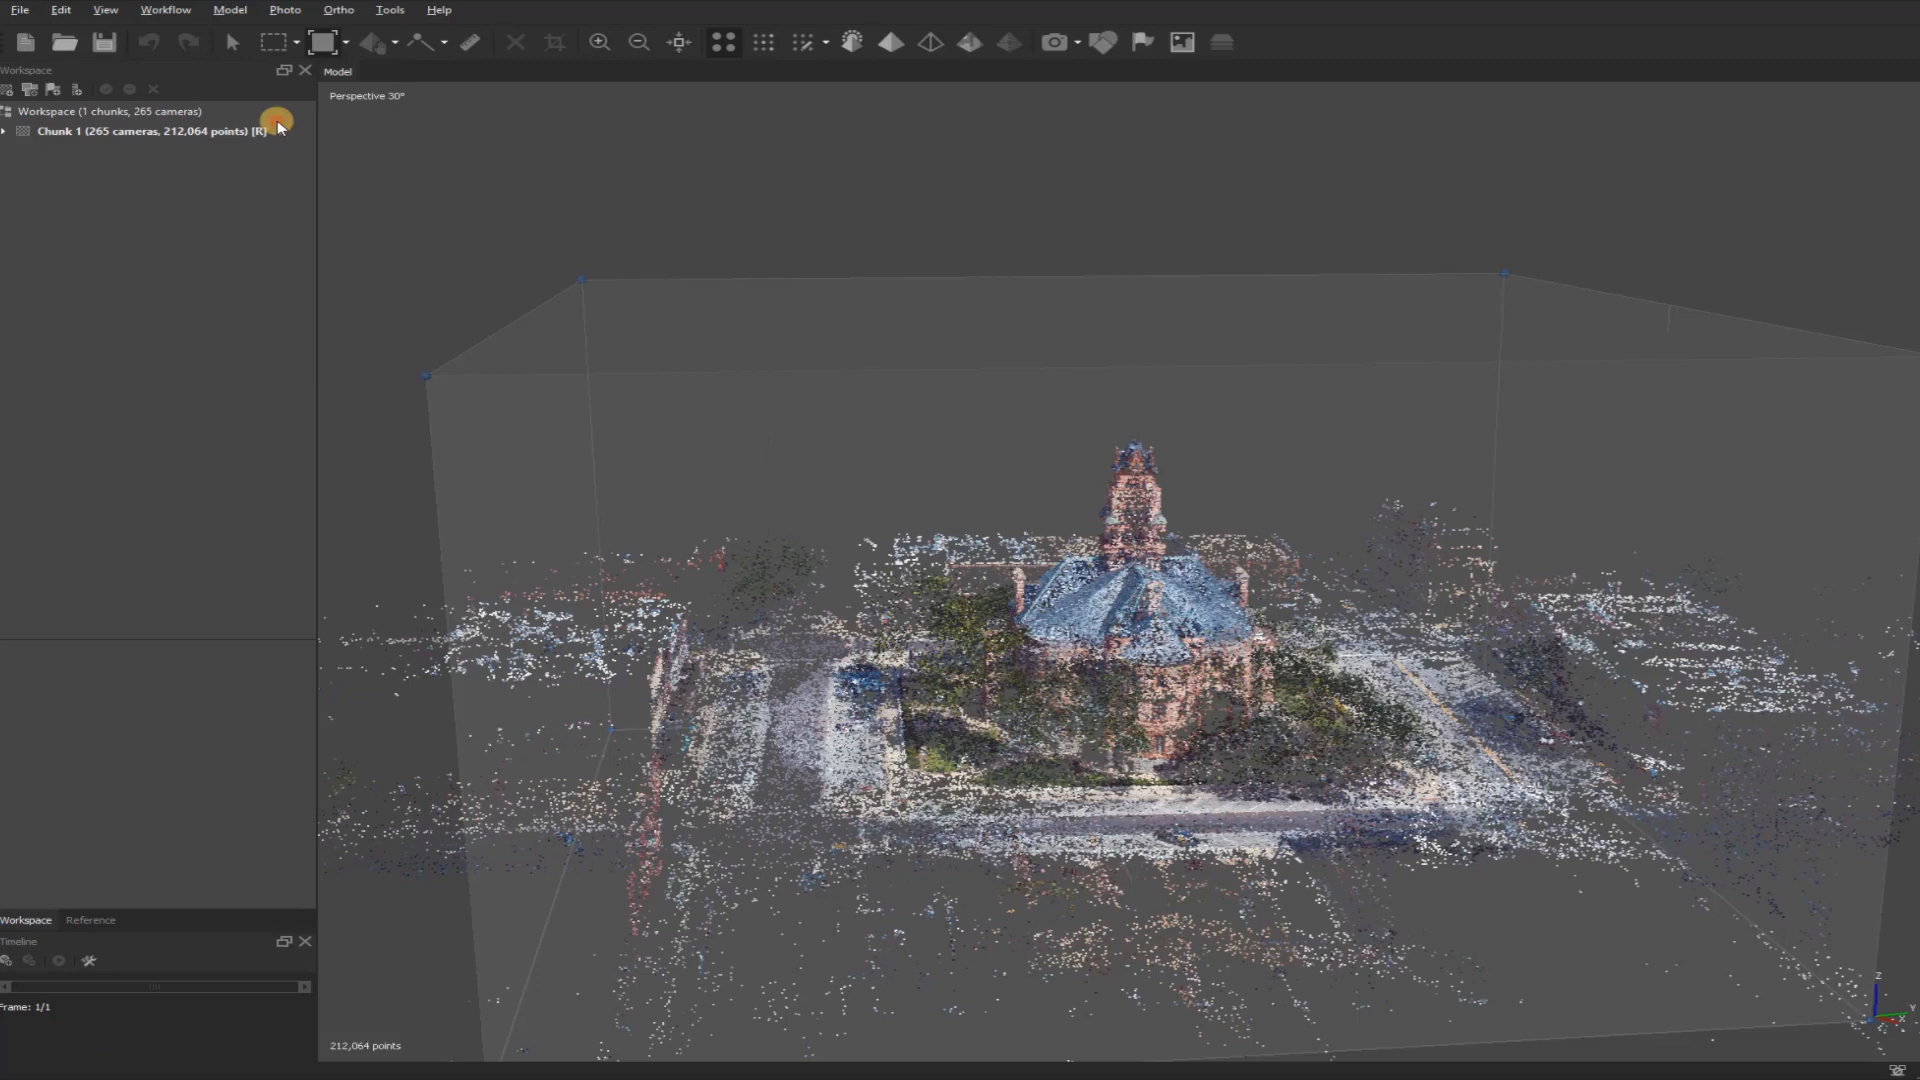 File Edit View Workflow Model Photo Ortho Tools Help
Workspace
Model
Perspective 30°
Workspace (1 chunks, 265 cameras)
Chunk 1 (265 cameras, 212,064 points) [R]
Workspace Reference
Timeline
Frame: 1/1
212,064 points
Z
Y
X